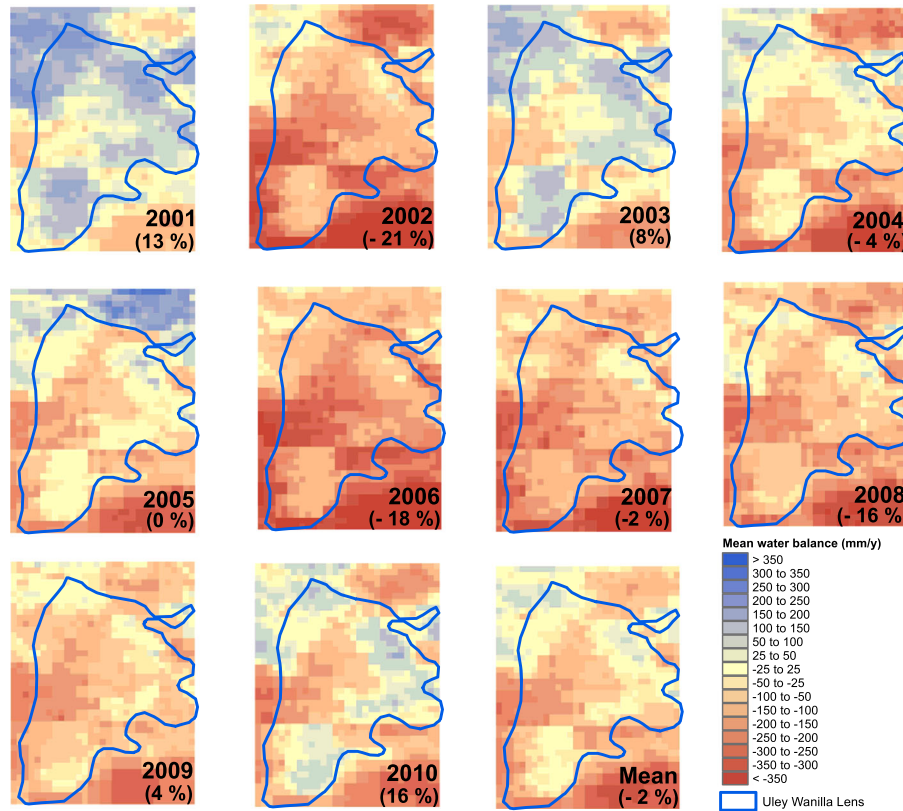 2001
(13 %)
2002
(- 21 %)
2003
(8%)
2004
(- 4 %)
2005
(0 %)
2006
(- 18 %)
2007
(-2 %)
2008
(- 16 %)
Mean water balance (mm/y)
> 350
300 to 350
250 to 300
200 to 250
150 to 200
100 to 150
50 to 100
25 to 50
-25 to 25
-50 to -25
-100 to -50
-150 to -100
-200 to -150
-250 to -200
-300 to -250
-350 to -300
< -350
Uley Wanilla Lens
2009
(4 %)
2010
(16 %)
Mean
(- 2 %)